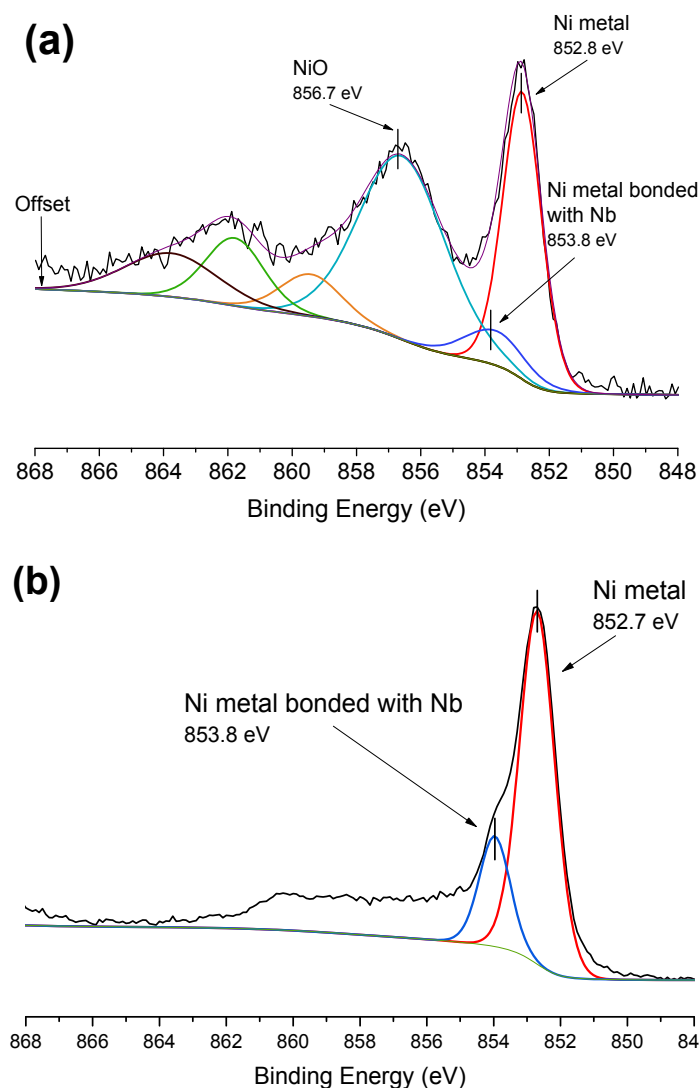 (a)
Ni metal
852.8 eV
NiO
856.7 eV
Ni metal bonded
with Nb
853.8 eV
Offset
868 866 864 862 860 858 856 854 852 850 848
Binding Energy (eV)
(b)
Ni metal
852.7 eV
Ni metal bonded with Nb
853.8 eV
868 866 864 862 860 858 856 854 852 850 84
Binding Energy (eV)